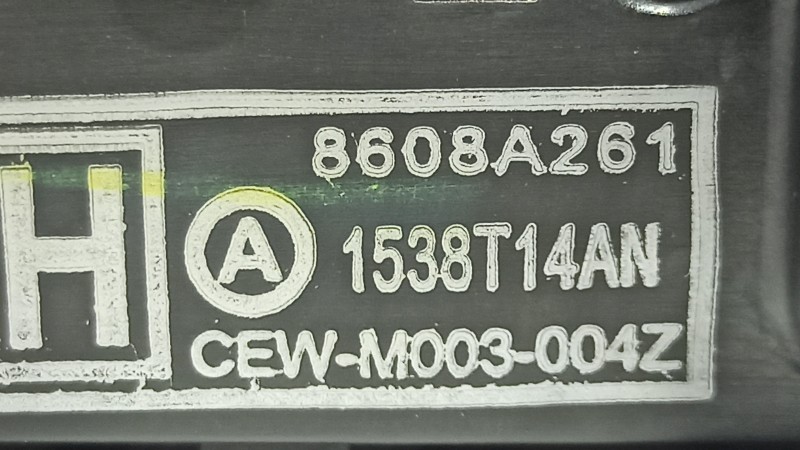 H
8608A261
A
1538T14AN
CEW-M003-004Z